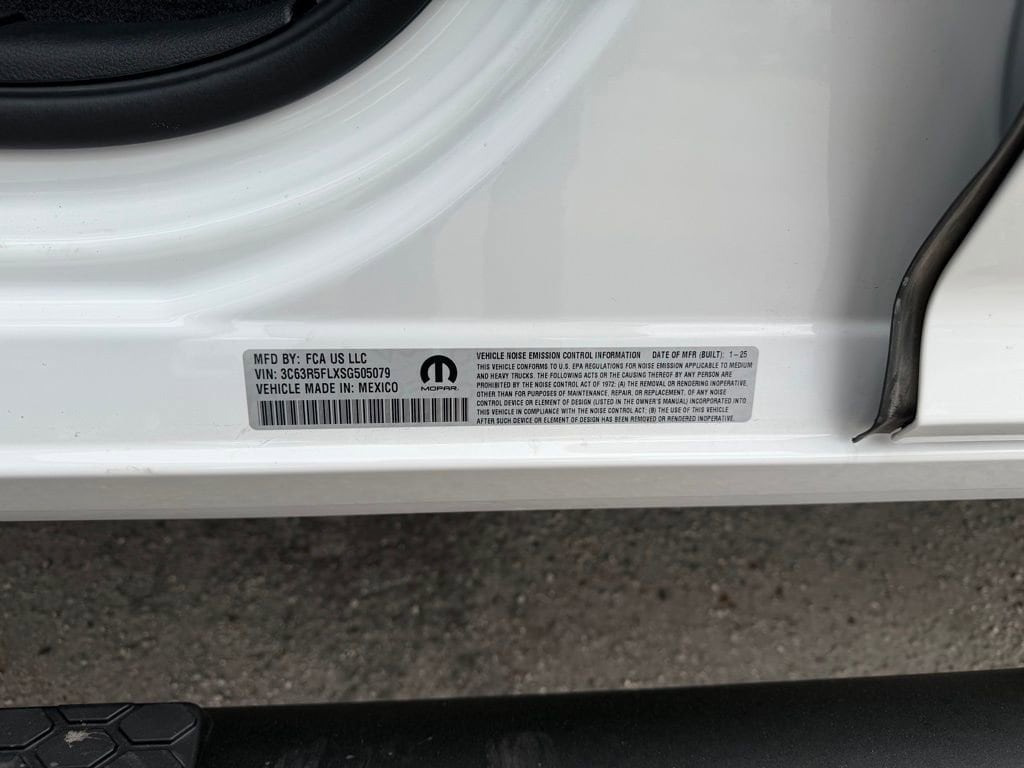 MFD BY: FCA US LLC
VIN: 3C63R5FLXSG505079
VEHICLE MADE IN: MEXICO
MOPAR
VEHICLE NOISE EMISSION CONTROL INFORMATION DATE OF MFR (BUILT): 1-25
THIS VEHICLE CONFORMS TO U.S. EPA REGULATIONS FOR NOISE EMISSION APPLICABLE TO MEDIUM
AND HEAVY TRUCKS. THE FOLLOWING ACTS OR THE CAUSING THEREOF BY ANY PERSON ARE
PROHIBITED BY THE NOISE CONTROL ACT OF 1972: (A) THE REMOVAL OR RENDERING INOPERATIVE,
OTHER THAN FOR PURPOSES OF MAINTENANCE, REPAIR, OR REPLACEMENT, OF ANY NOISE
CONTROL DEVICE OR ELEMENT OF DESIGN (LISTED IN THE OWNER'S MANUAL) INCORPORATED INTO
THIS VEHICLE IN COMPLIANCE WITH THE NOISE CONTROL ACT; (B) THE USE OF THIS VEHICLE
AFTER SUCH DEVICE OR ELEMENT OF DESIGN HAS BEEN REMOVED OR RENDERED INOPERATIVE.